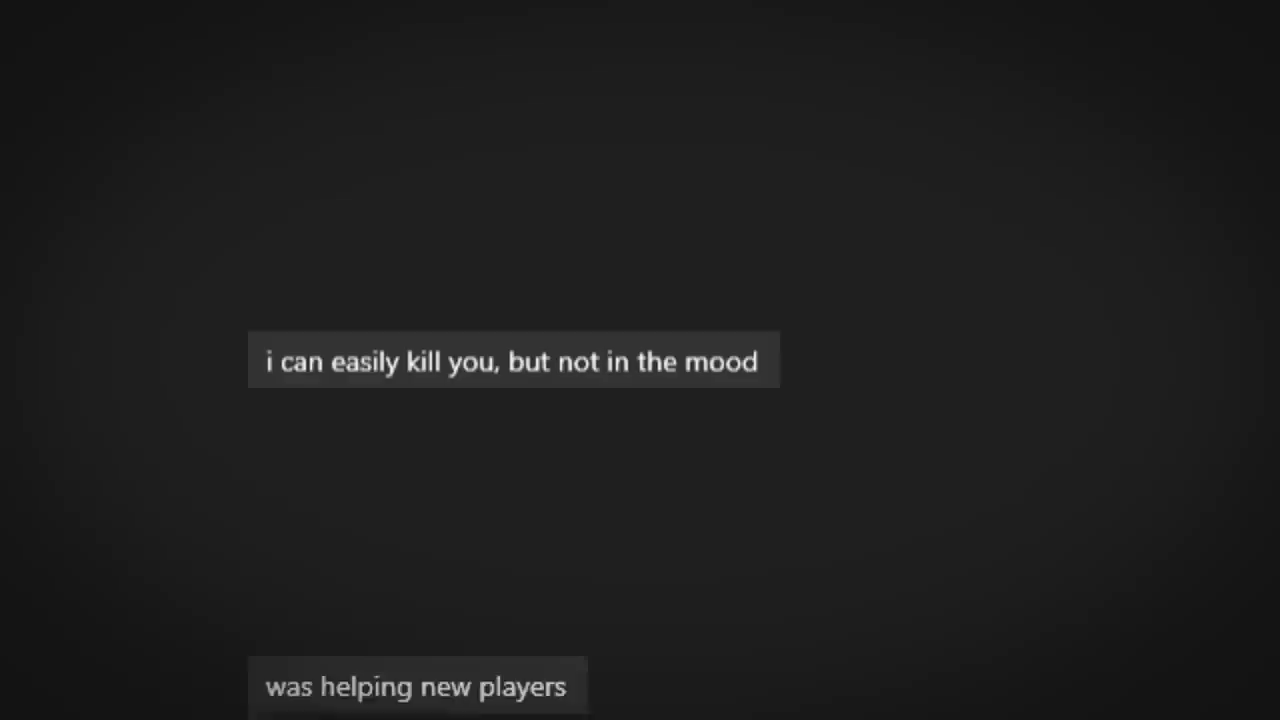 i can easily kill you, but not in the mood
was helping new players